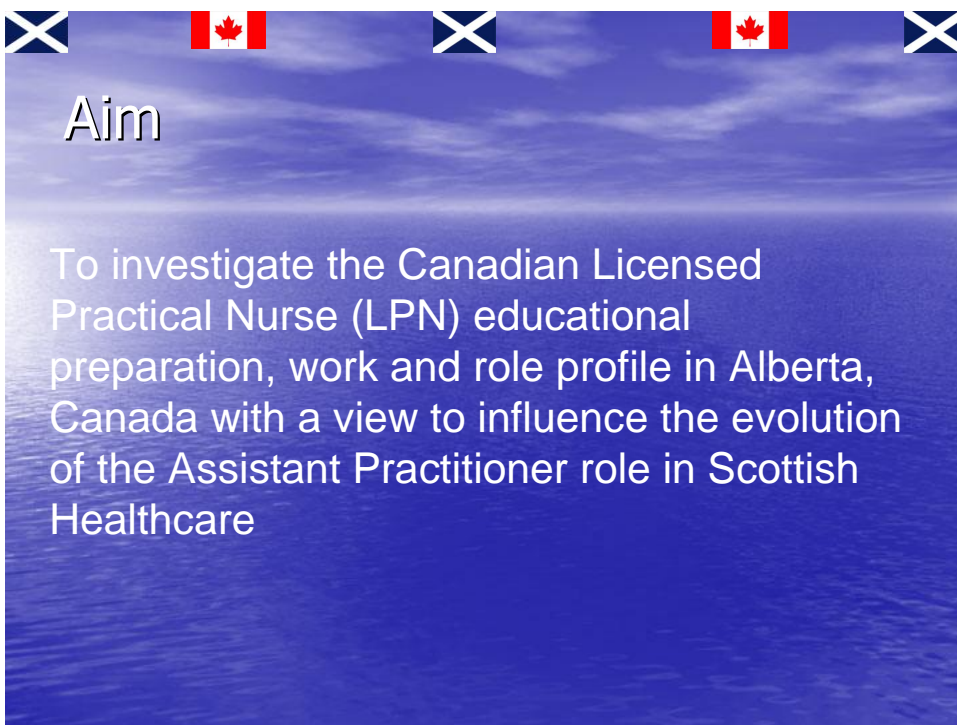 Aim
To investigate the Canadian Licensed
Practical Nurse (LPN) educational
preparation, work and role profile in Alberta,
Canada with a view to influence the evolution
of the Assistant Practitioner role in Scottish
Healthcare